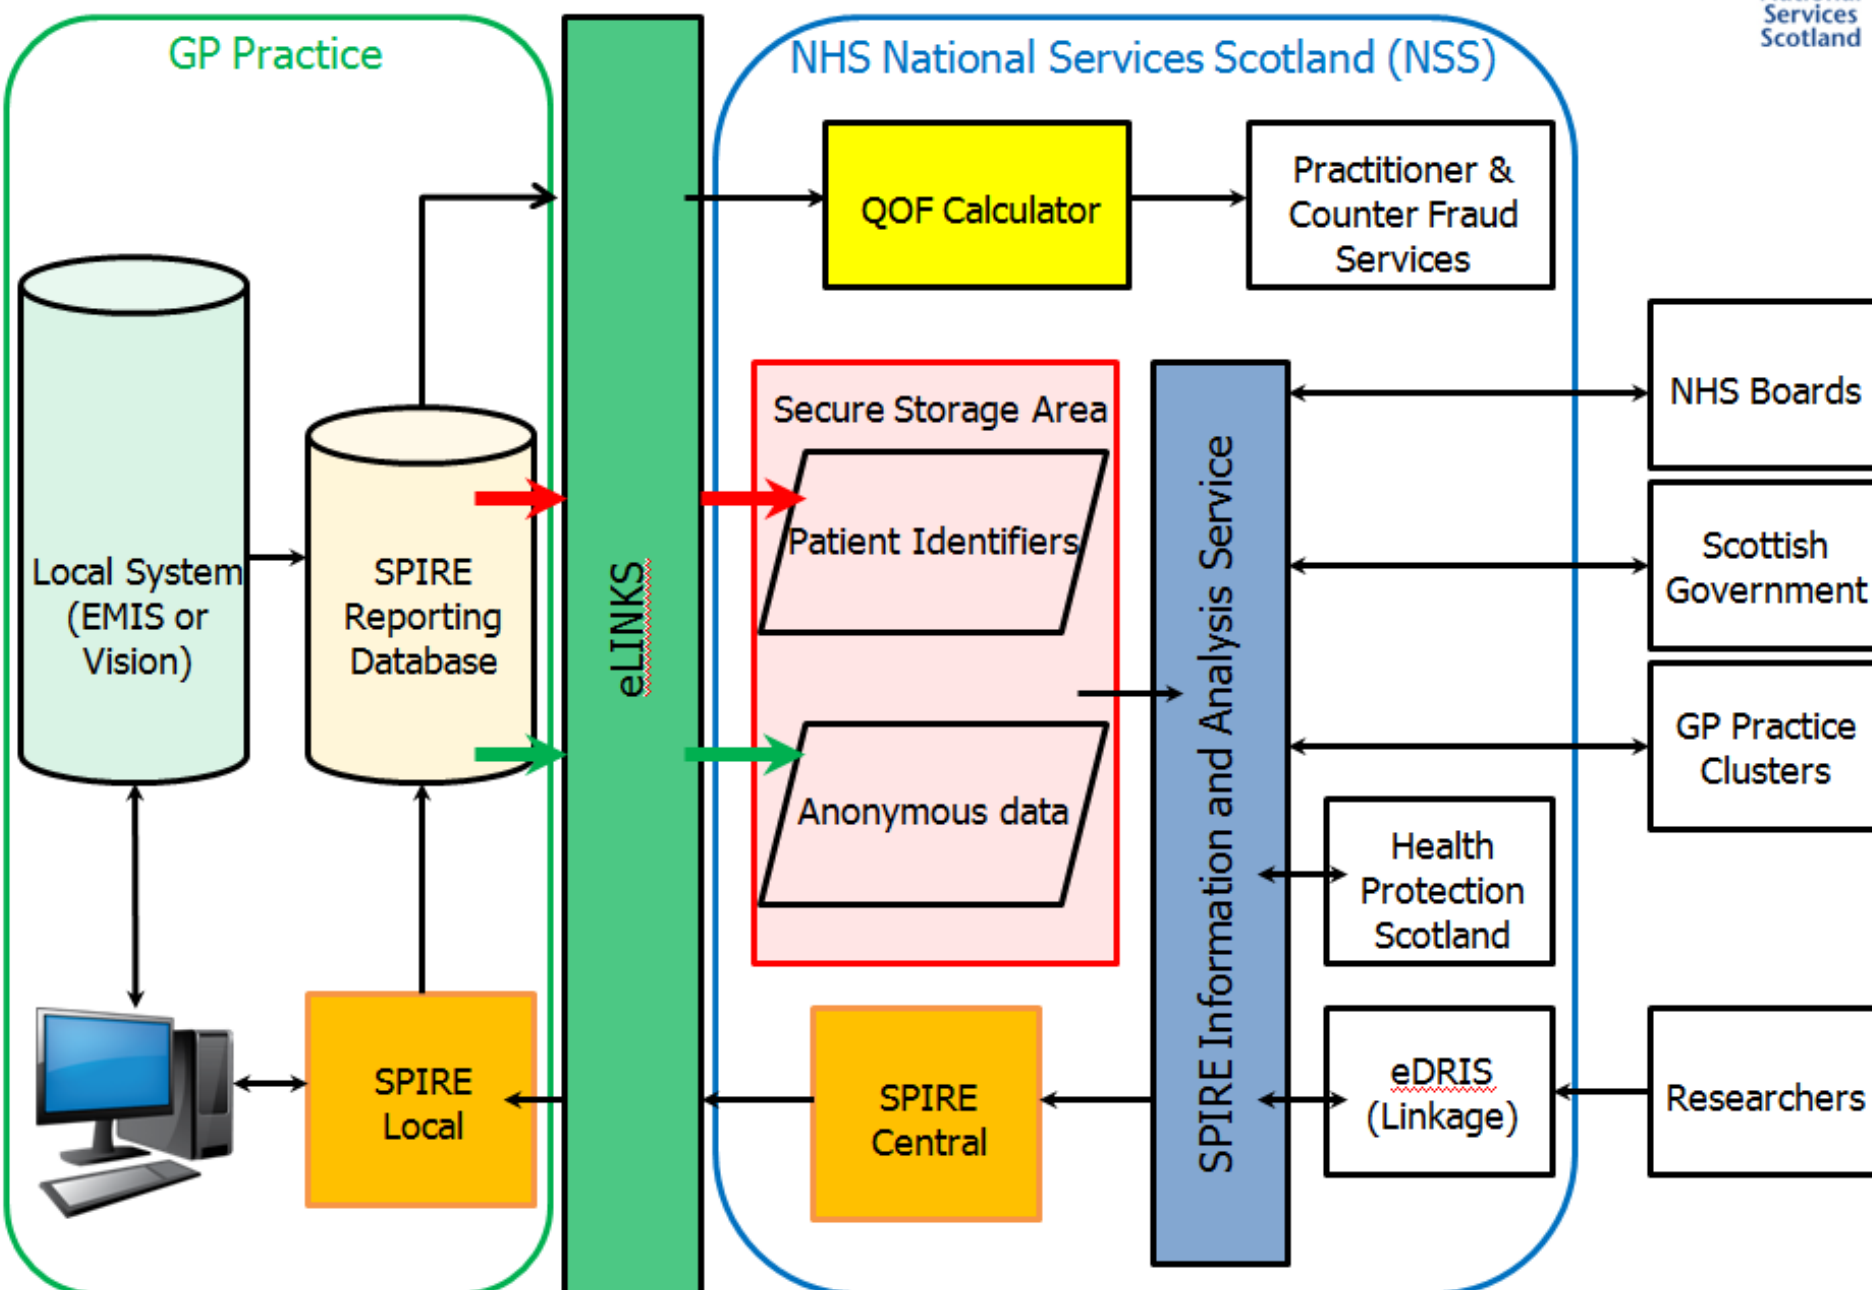 Services
Scotland
GP Practice
NHS National Services Scotland (NSS)
QOF Calculator
Practitioner &
Counter Fraud
Services
Local System
(EMIS or
Vision)
SPIRE
Reporting
Database
eLINKS
Secure Storage Area
Patient Identifiers
Anonymous data
SPIRE Information and Analysis Service
NHS Boards
Scottish
Government
GP Practice
Clusters
Health
Protection
Scotland
SPIRE
Local
SPIRE
Central
eDRIS
(Linkage)
Researchers